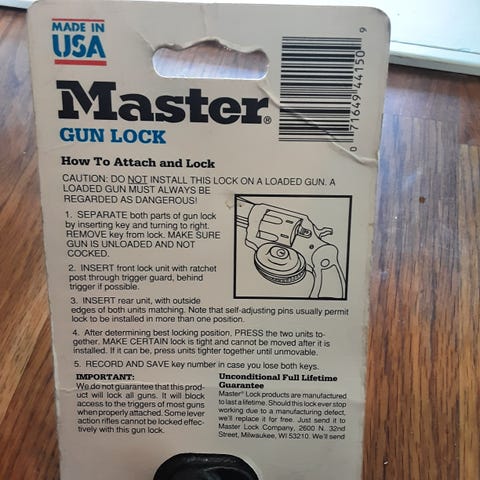 MADE IN
USA
Master®
GUN LOCK
0 71649 44150 9
How To Attach and Lock
CAUTION: DO NOT INSTALL THIS LOCK ON A LOADED GUN. A
LOADED GUN MUST ALWAYS BE
REGARDED AS DANGEROUS!
1. SEPARATE both parts of gun lock
by inserting key and turning to right.
REMOVE key from lock. MAKE SURE
GUN IS UNLOADED AND NOT
COCKED.
2. INSERT front lock unit with ratchet
post through trigger guard, behind
trigger if possible.
3. INSERT rear unit, with outside
edges of both units matching. Note that self-adjusting pins usually permit
lock to be installed in more than one position.
4. After determining best locking position, PRESS the two units to-
gether. MAKE CERTAIN lock is tight and cannot be moved after it is
installed. If it can be, press units tighter together until unmovable.
5. RECORD AND SAVE key number in case you lose both keys.
IMPORTANT:
We do not guarantee that this prod-
uct will lock all guns. It will block
access to the triggers of most guns
when properly attached. Some lever
action rifles cannot be locked effec-
tively with this gun lock.
Unconditional Full Lifetime
Guarantee
Master® Lock products are manufactured
to last a lifetime. Should this lock ever stop
working due to a manufacturing defect,
we'll replace it for free. Just send it to
Master Lock Company, 2600 N. 32nd
Street, Milwaukee, WI 53210. We'll send